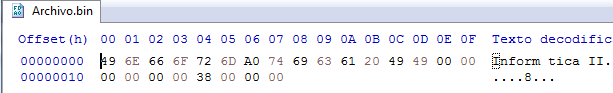 Archivo.bin
Offset(h) 00 01 02 03 04 05 06 07 08 09 0A 0B 0C 0D 0E 0F Texto decodific
00000000 49 6E 66 6F 72 6D A0 74 69 63 61 20 49 49 00 00 Inform tica II.
00000010 00 00 00 00 38 00 00 00 ....8...